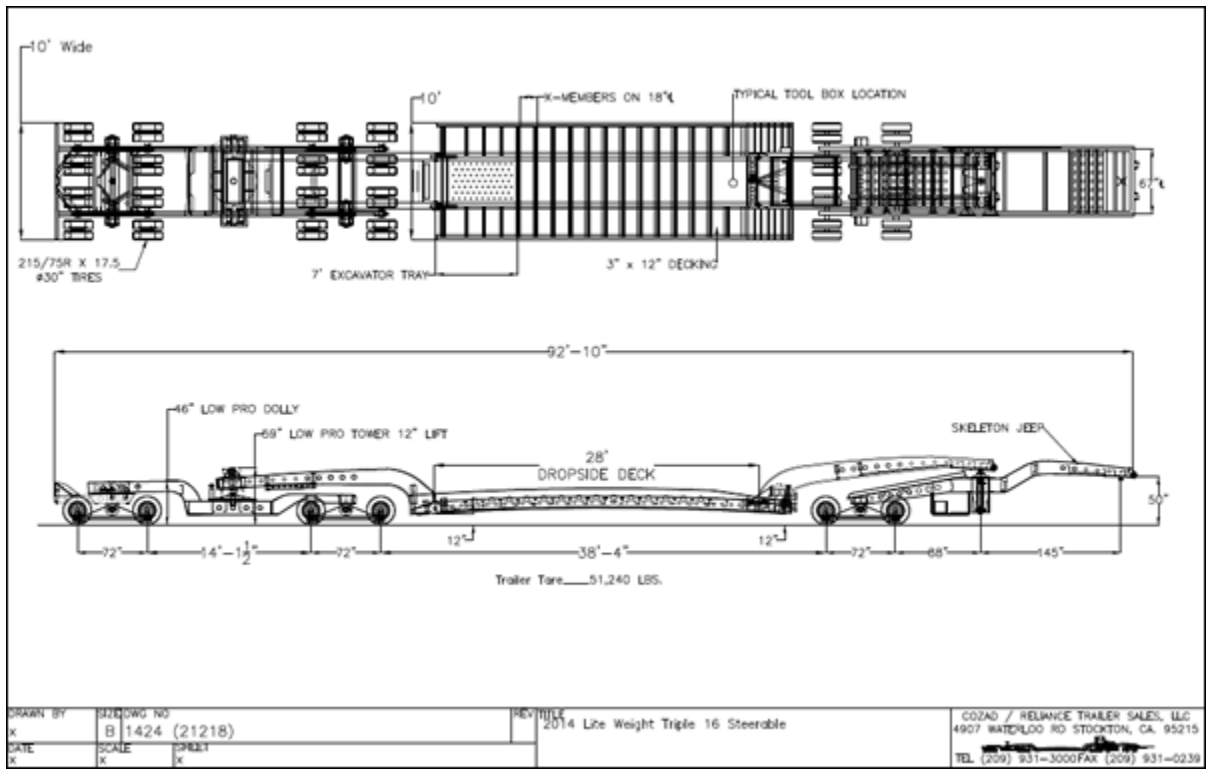 10' Wide
10'
X-MEMBERS ON 18"℄
TYPICAL TOOL BOX LOCATION
67"℄
215/75R X 17.5
ø30" TIRES
7' EXCAVATOR TRAY
3" x 12" DECKING
92'-10"
46" LOW PRO DOLLY
69" LOW PRO TOWER 12" LIFT
SKELETON JEEP
28'
DROPSIDE DECK
50"
12"
12"
72"
14'-1 1/2"
72"
38'-4"
72"
68"
145"
Trailer Tare____51,240 LBS.
DRAWN BY
X
SIZE
B
DWG NO
1424 (21218)
REV
TITLE
2014 Lite Weight Triple 16 Steerable
DATE
X
SCALE
X
SHEET
X
COZAD / RELIANCE TRAILER SALES, LLC
4907 WATERLOO RD STOCKTON, CA. 95215
TEL (209) 931-3000FAX (209) 931-0239